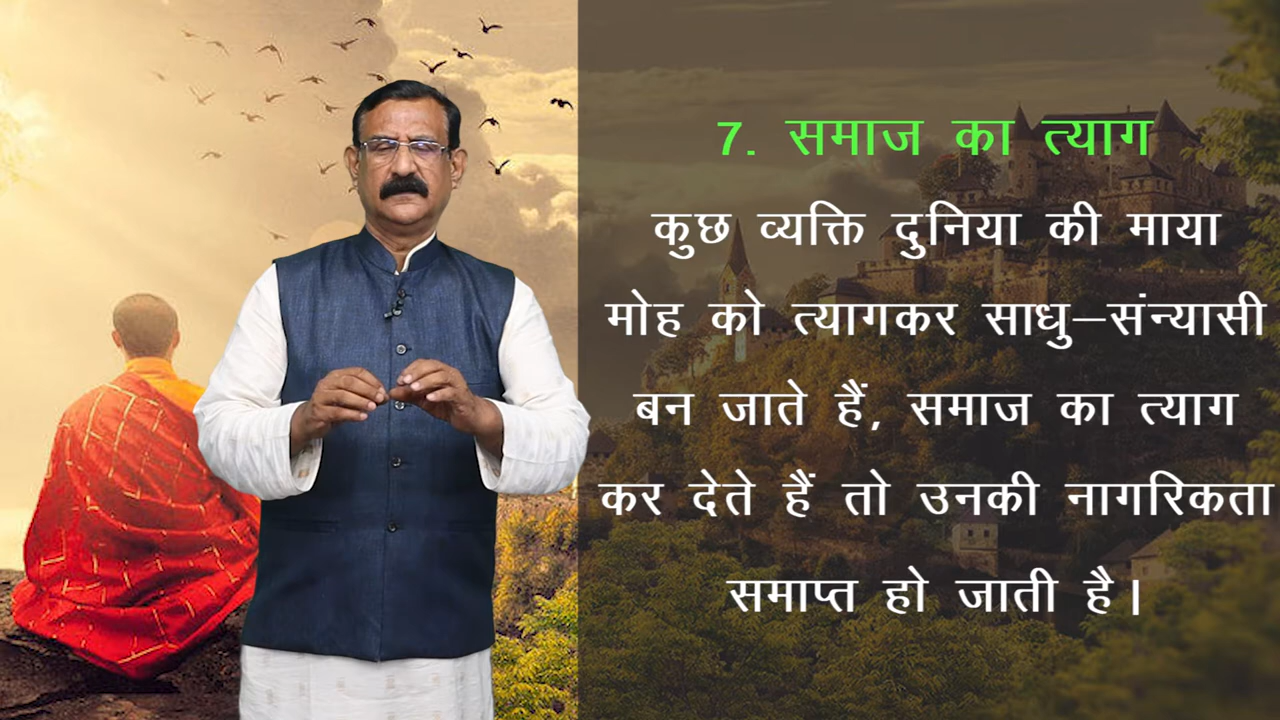 7. समाज का त्याग
कुछ व्यक्ति दुनिया की माया
मोह को त्यागकर साधु–संन्यासी
बन जाते हैं, समाज का त्याग
कर देते हैं तो उनकी नागरिकता
समाप्त हो जाती है।